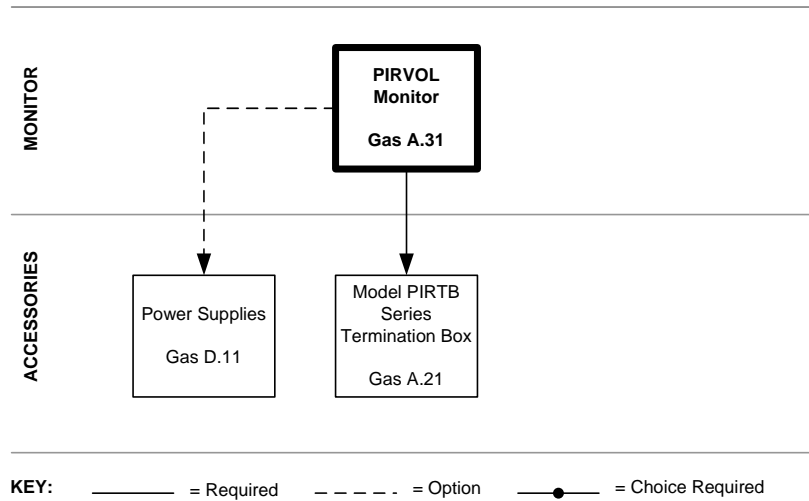 MONITOR
PIRVOL
Monitor
Gas A.31
ACCESSORIES
Power Supplies
Gas D.11
Model PIRTB
Series
Termination Box
Gas A.21
KEY: = Required = Option = Choice Required